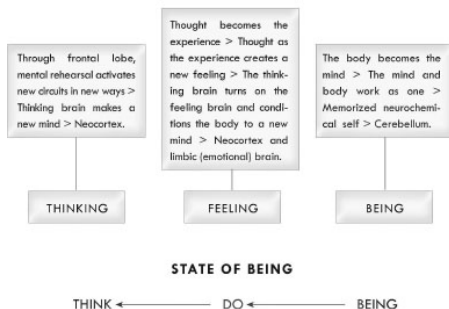 Through frontal lobe,
mental rehearsal activates
new circuits in new ways >
Thinking brain makes a
new mind > Neocortex.
Thought becomes the
experience > Thought as
the experience creates a
new feeling > The think-
ing brain turns on the
feeling brain and condi-
tions the body to a new
mind > Neocortex and
limbic (emotional) brain.
The body becomes the
mind > The mind and
body work as one >
Memorized neurochemi-
cal self > Cerebellum.
THINKING
FEELING
BEING
STATE OF BEING
THINK
DO
BEING